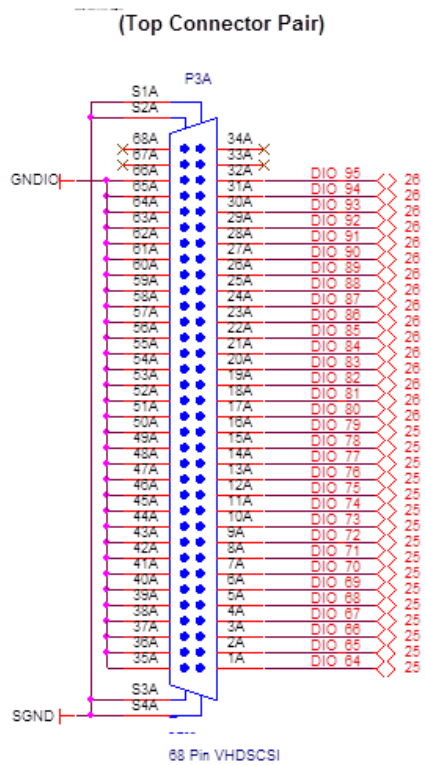 (Top Connector Pair)
P3A
S1A
S2A
68A 34A
67A 33A
GNDIO 66A 32A DIO 95 26
65A 31A DIO 94 26
64A 30A DIO 93 26
63A 29A DIO 92 26
62A 28A DIO 91 26
61A 27A DIO 90 26
60A 26A DIO 89 26
59A 25A DIO 88 26
58A 24A DIO 87 26
57A 23A DIO 86 26
56A 22A DIO 85 26
55A 21A DIO 84 26
54A 20A DIO 83 26
53A 19A DIO 82 26
52A 18A DIO 81 26
51A 17A DIO 80 26
50A 16A DIO 79 25
49A 15A DIO 78 25
48A 14A DIO 77 25
47A 13A DIO 76 25
46A 12A DIO 75 25
45A 11A DIO 74 25
44A 10A DIO 73 25
43A 9A DIO 72 25
42A 8A DIO 71 25
41A 7A DIO 70 25
40A 6A DIO 69 25
39A 5A DIO 68 25
38A 4A DIO 67 25
37A 3A DIO 66 25
36A 2A DIO 65 25
35A 1A DIO 64 25
S3A
SGND S4A
68 Pin VHDSCSI